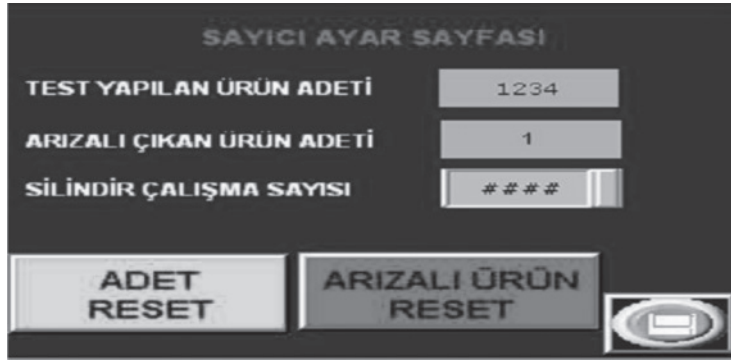 SAYICI AYAR SAYFASI
TEST YAPILAN ÜRÜN ADETİ 1234
ARIZALI ÇIKAN ÜRÜN ADETİ 1
SİLİNDİR ÇALIŞMA SAYISI ####
ADET
RESET
ARIZALI ÜRÜN
RESET